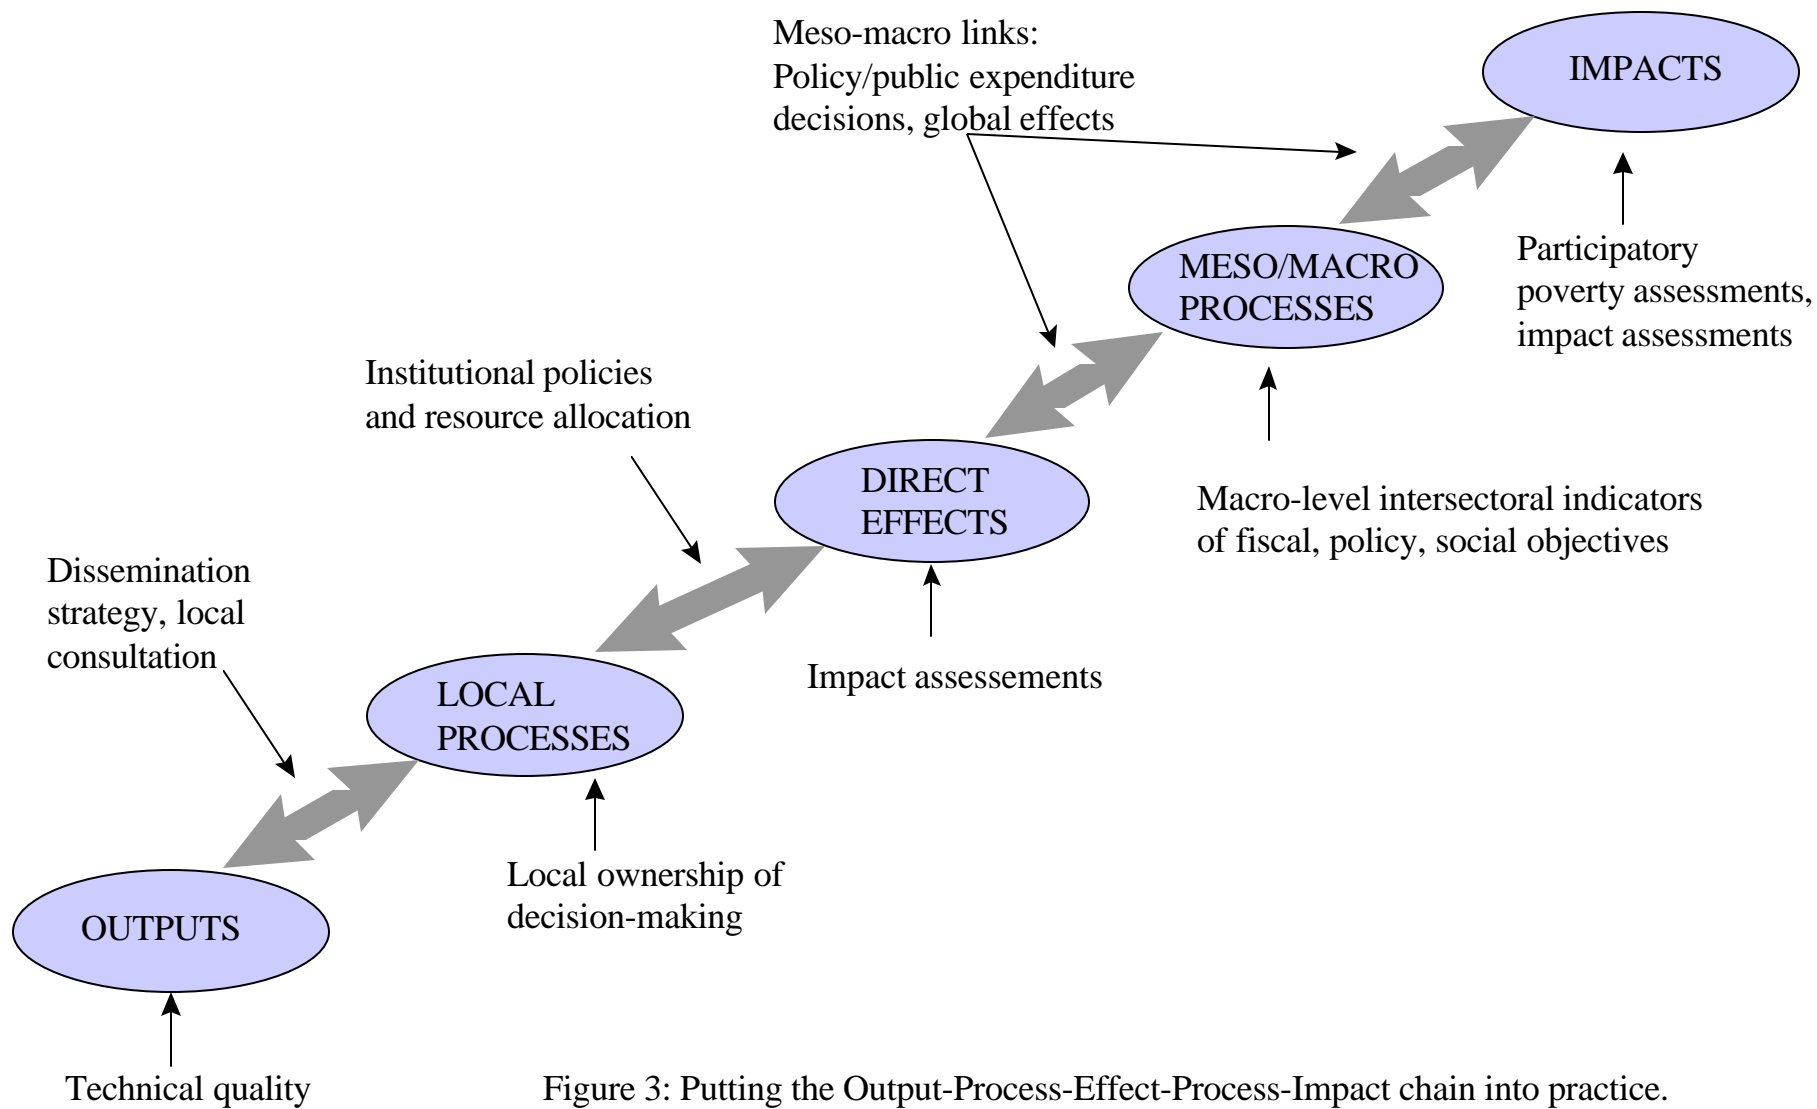 Meso-macro links:
Policy/public expenditure
decisions, global effects
IMPACTS
Participatory
poverty assessments,
impact assessments
MESO/MACRO
PROCESSES
Macro-level intersectoral indicators
of fiscal, policy, social objectives
Institutional policies
and resource allocation
DIRECT
EFFECTS
Impact assessements
Dissemination
strategy, local
consultation
LOCAL
PROCESSES
Local ownership of
decision-making
OUTPUTS
Technical quality
Figure 3: Putting the Output-Process-Effect-Process-Impact chain into practice.